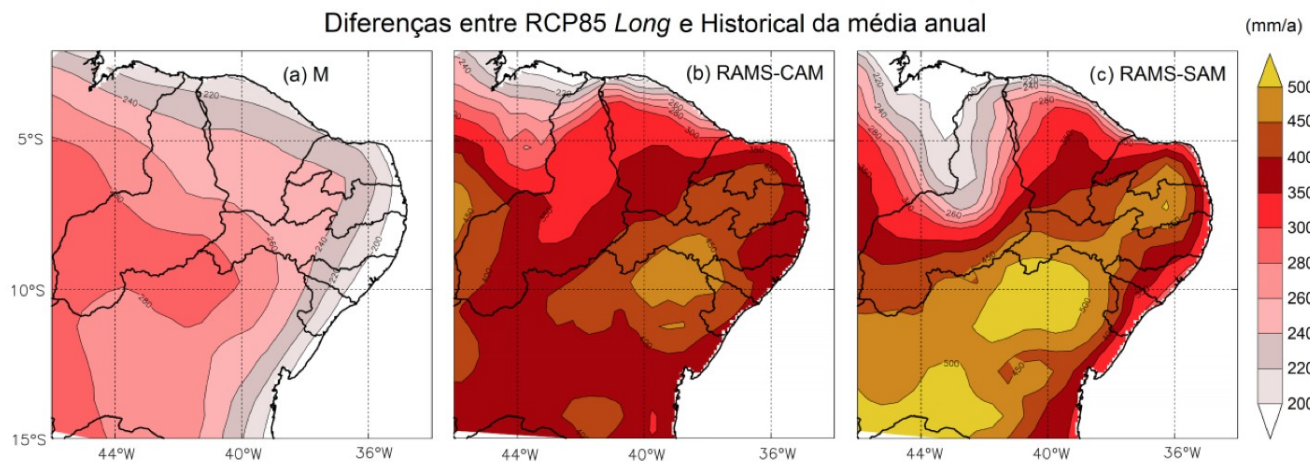 Diferenças entre RCP85 Long e Historical da média anual
(mm/a)
(a) M
(b) RAMS-CAM
(c) RAMS-SAM
5°S
10°S
15°S
44°W 40°W 36°W
44°W 40°W 36°W
44°W 40°W 36°W
500
450
400
350
300
280
260
240
220
200